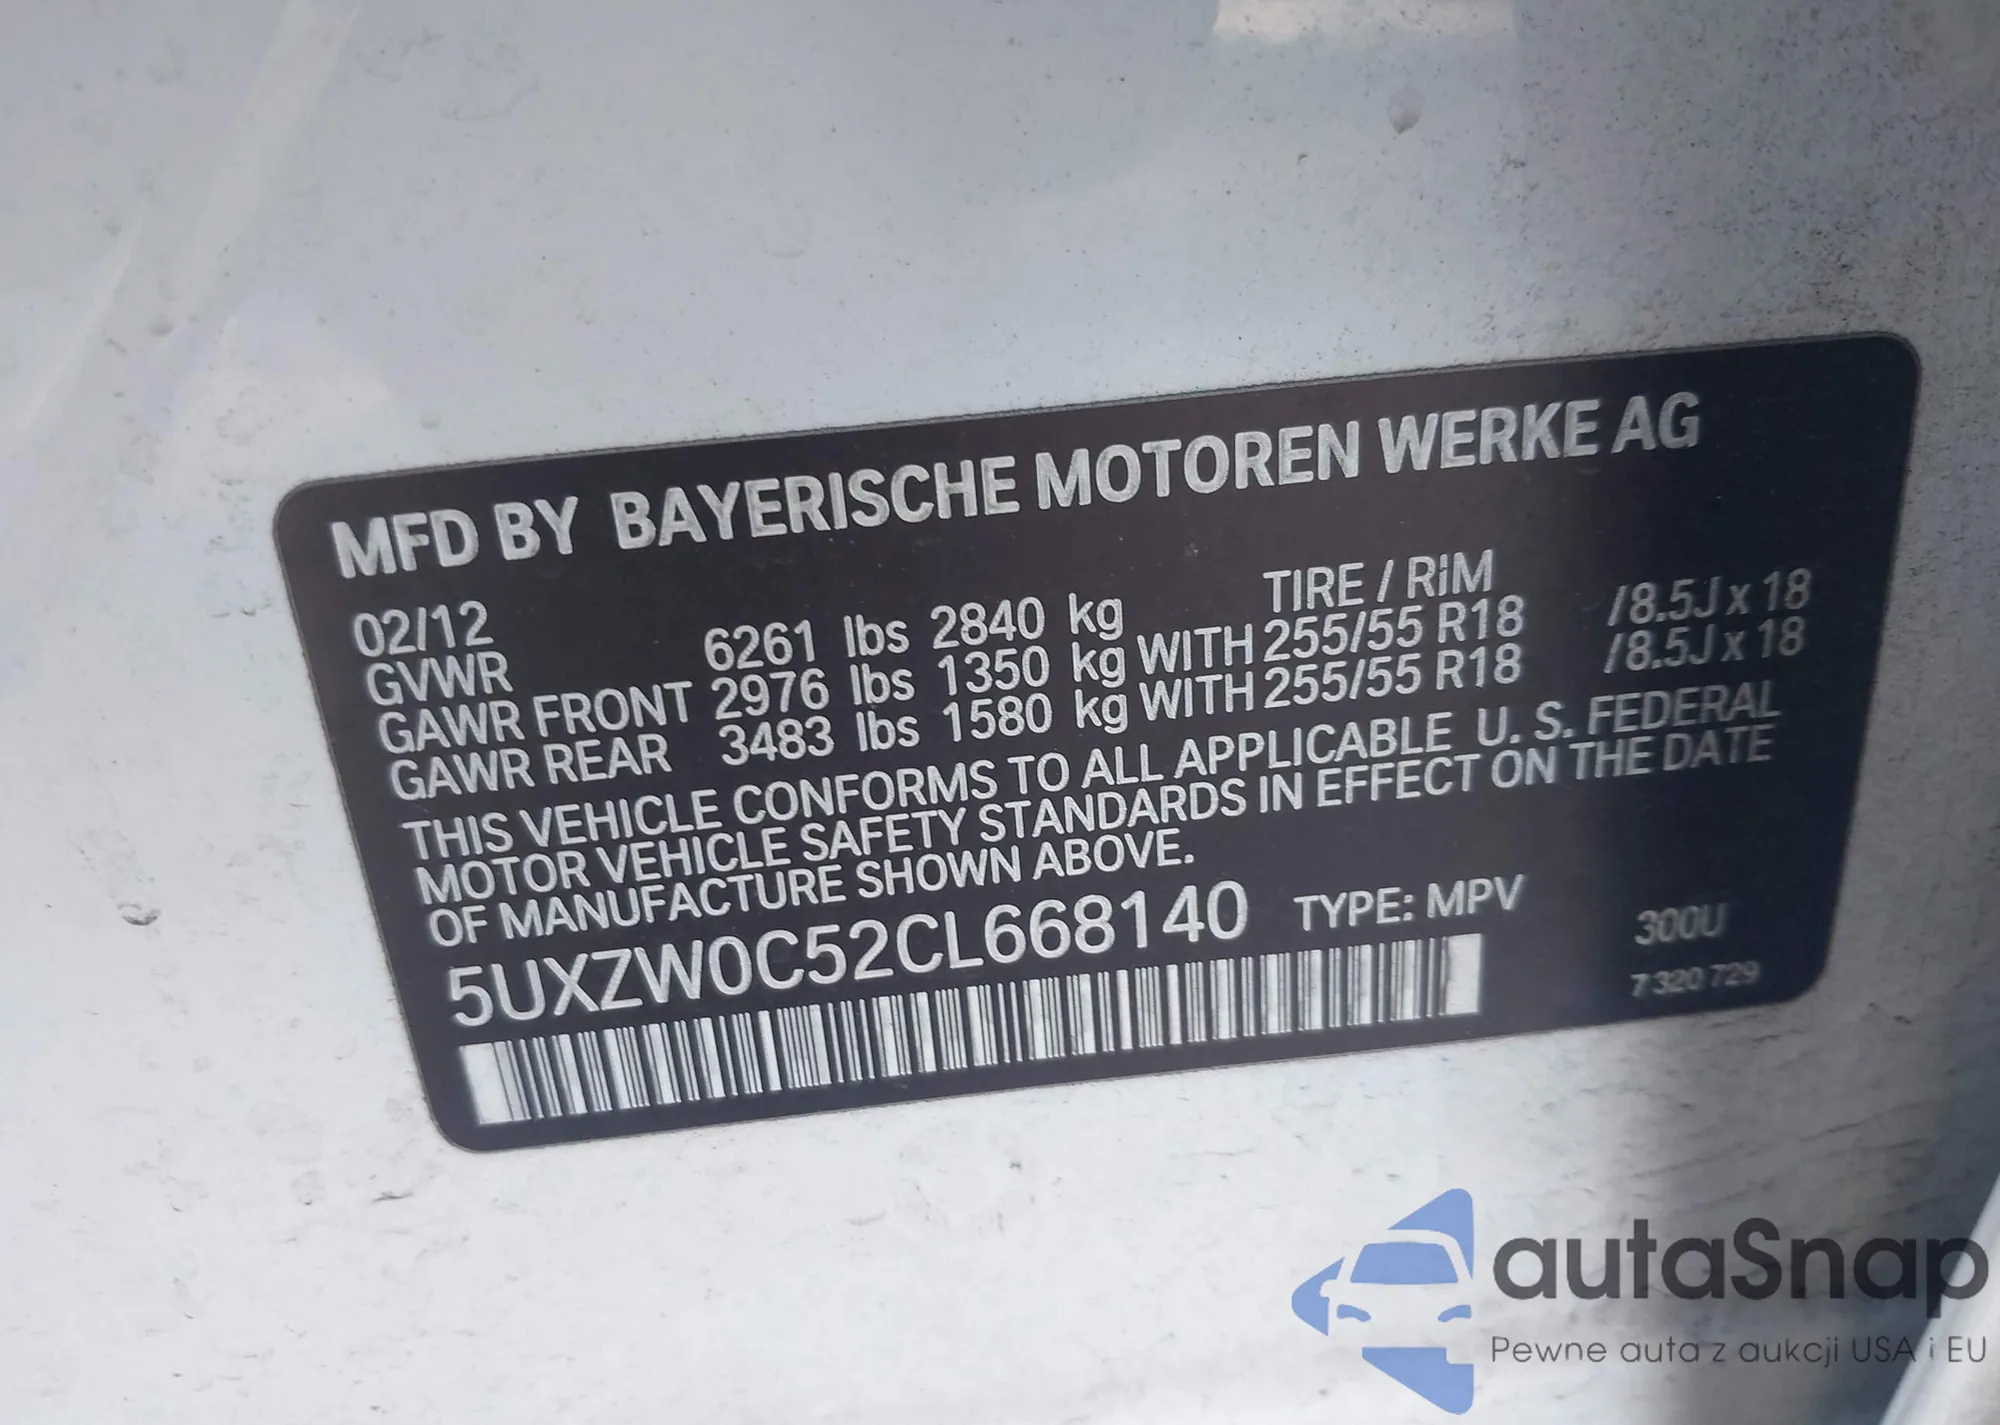 MFD BY BAYERISCHE MOTOREN WERKE AG
02/12 TIRE / RIM
GVWR 6261 lbs 2840 kg
GAWR FRONT 2976 lbs 1350 kg WITH 255/55 R18 /8.5J x 18
GAWR REAR 3483 lbs 1580 kg WITH 255/55 R18 /8.5J x 18
THIS VEHICLE CONFORMS TO ALL APPLICABLE U. S. FEDERAL
MOTOR VEHICLE SAFETY STANDARDS IN EFFECT ON THE DATE
OF MANUFACTURE SHOWN ABOVE.
5UXZW0C52CL668140 TYPE: MPV 300U
7 320 729
autaSnap
Pewne auta z aukcji USA i EU